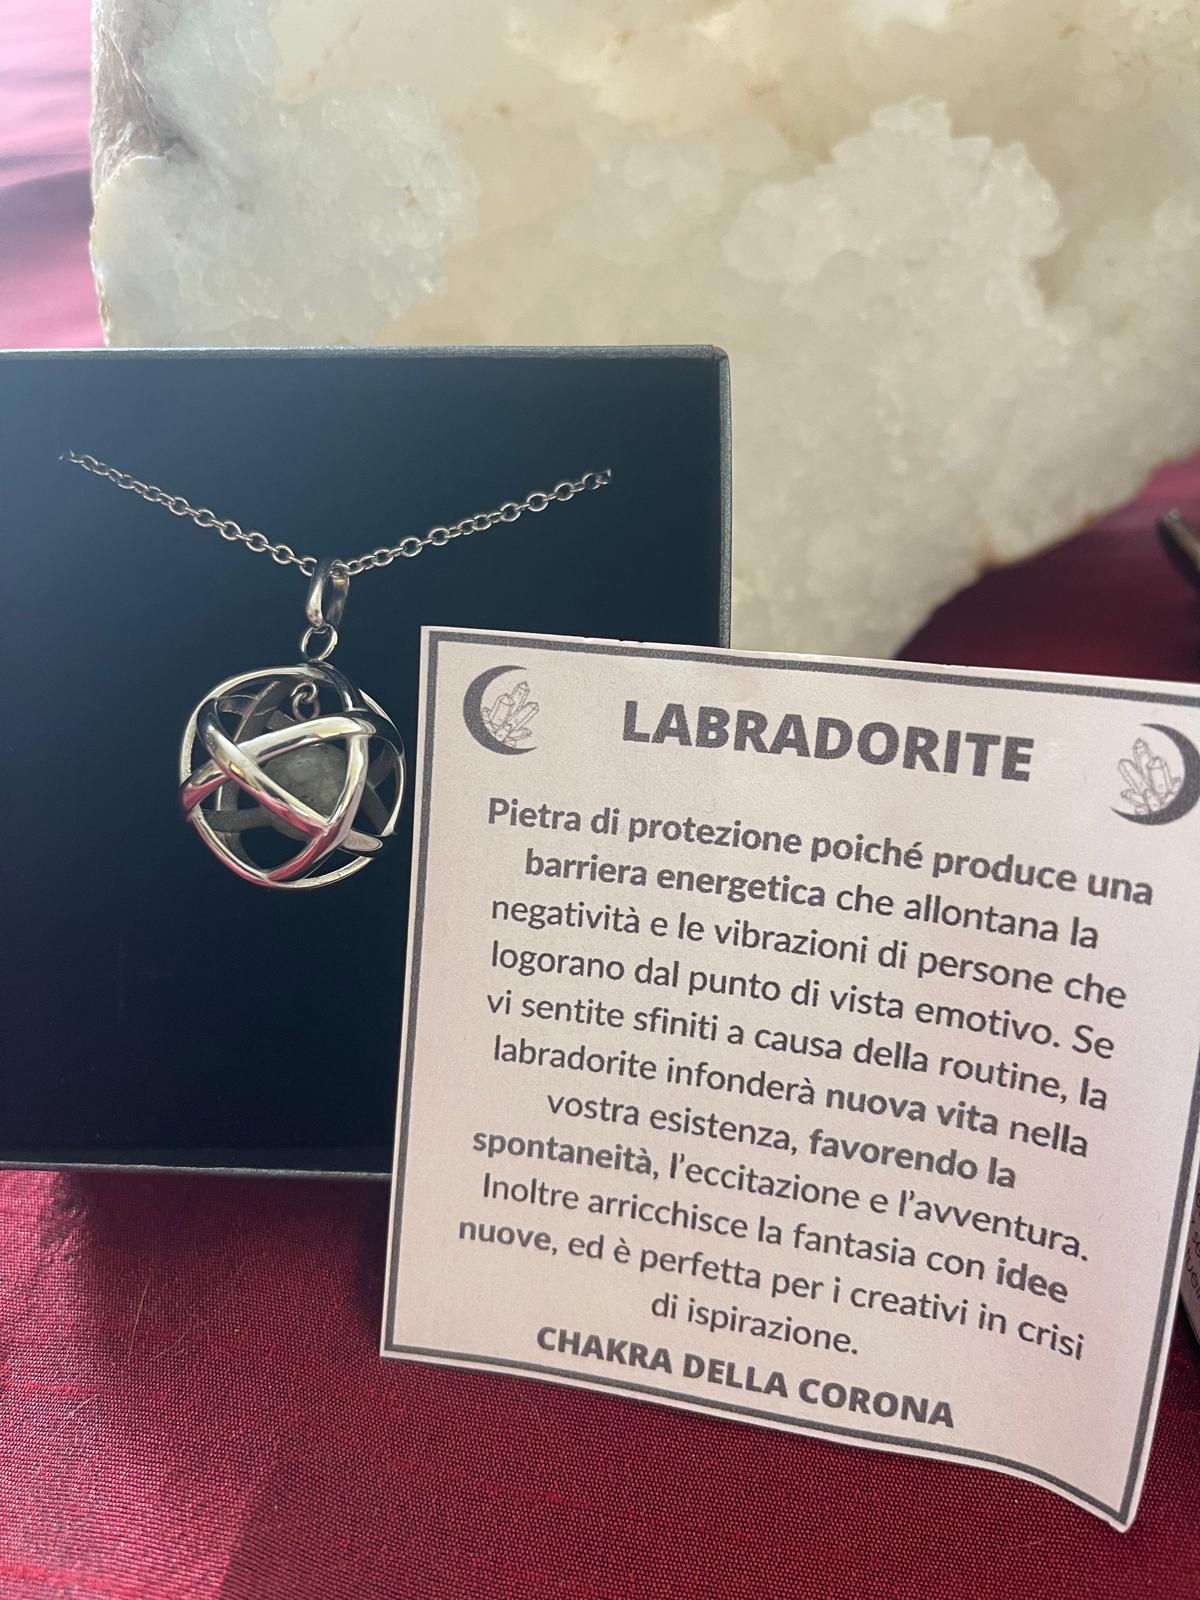 LABRADORITE
Pietra di protezione poiché produce una
barriera energetica che allontana la
negatività e le vibrazioni di persone che
logorano dal punto di vista emotivo. Se
vi sentite sfiniti a causa della routine, la
labradorite infonderà nuova vita nella
vostra esistenza, favorendo la
spontaneità, l'eccitazione e l'avventura.
Inoltre arricchisce la fantasia con idee
nuove, ed è perfetta per i creativi in crisi
di ispirazione.
CHAKRA DELLA CORONA